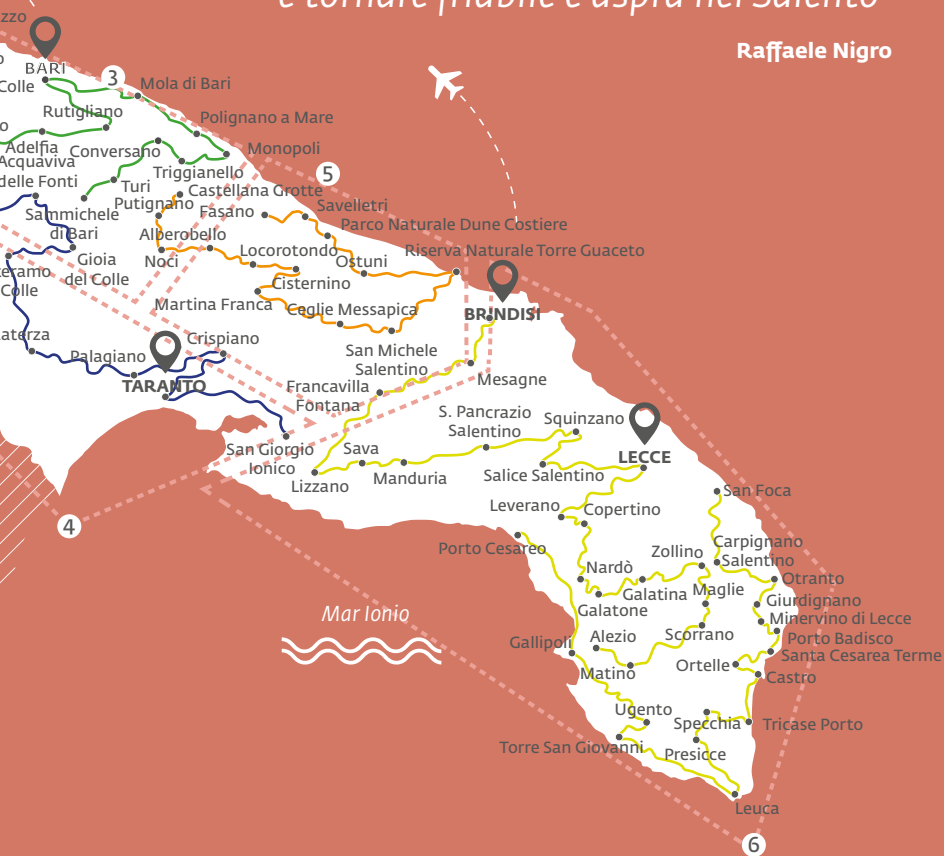 e tornare friabile e aspra nel Salento
Raffaele Nigro
zzo
BARI
3
Colle
Mola di Bari
Rutigliano
Polignano a Mare
Adelfia
Conversano
Monopoli
Acquaviva
delle Fonti
Triggianello
5
Turi
Castellana Grotte
Putignano
Fasano
Savelletri
Sammichele
di Bari
Parco Naturale Dune Costiere
Alberobello
Riserva Naturale Torre Guaceto
Noci
Locorotondo
Ostuni
Gioia
del Colle
Cisternino
eramo
Colle
Martina Franca
Ceglie Messapica
BRINDISI
aterza
Crispiano
Palagiano
San Michele
Salentino
TARANTO
Mesagne
Francavilla
Fontana
S. Pancrazio
Salentino
Squinzano
LECCE
San Giorgio
Ionico
Sava
Lizzano
Manduria
Salice Salentino
San Foca
Leverano
Copertino
4
Porto Cesareo
Zollino
Carpignano
Salentino
Nardò
Otranto
Galatina
Maglie
Galatone
Giurdignano
Mar Ionio
Minervino di Lecce
Gallipoli
Alezio
Scorrano
Porto Badisco
Santa Cesarea Terme
Matino
Ortelle
Castro
Ugento
Specchia
Tricase Porto
Torre San Giovanni
Presicce
Leuca
6